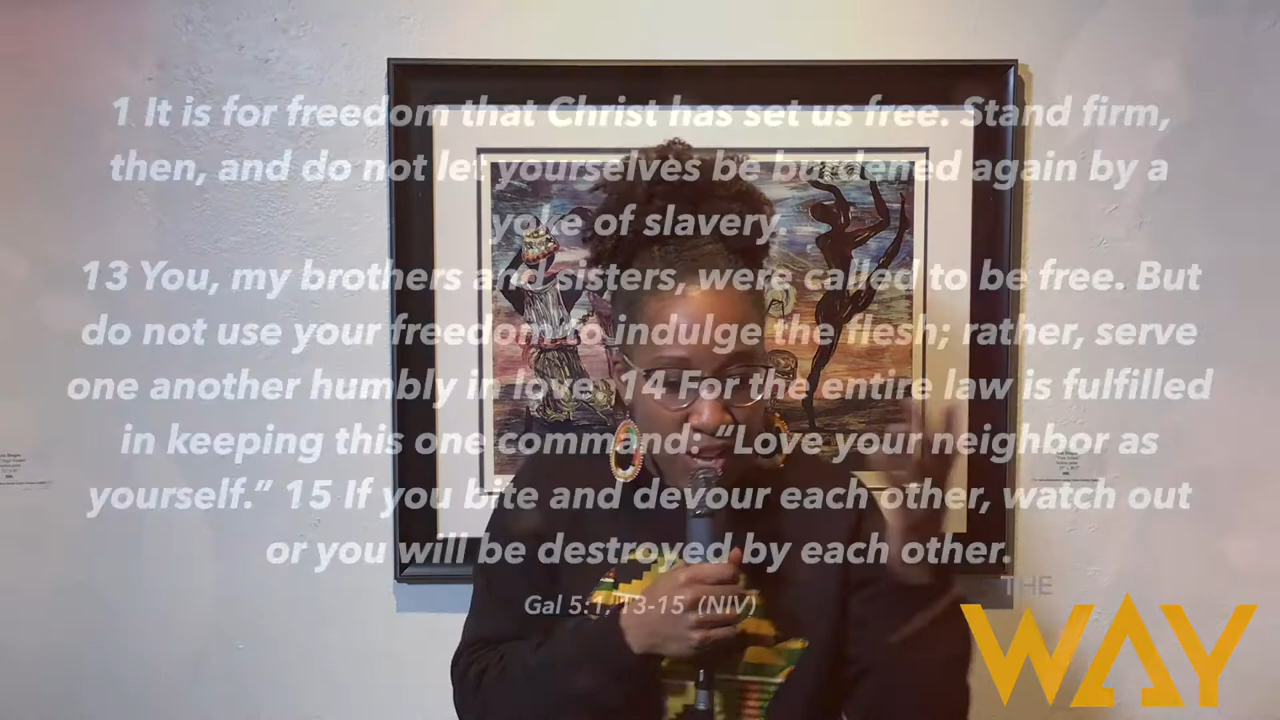 1 It is for freedom that Christ has set us free. Stand firm,
then, and do not let yourselves be burdened again by a
yoke of slavery.
13 You, my brothers and sisters, were called to be free. But
do not use your freedom to indulge the flesh; rather, serve
one another humbly in love. 14 For the entire law is fulfilled
in keeping this one command: “Love your neighbor as
yourself.” 15 If you bite and devour each other, watch out
or you will be destroyed by each other.
Gal 5:1, 13-15 (NIV)
THE
WAY